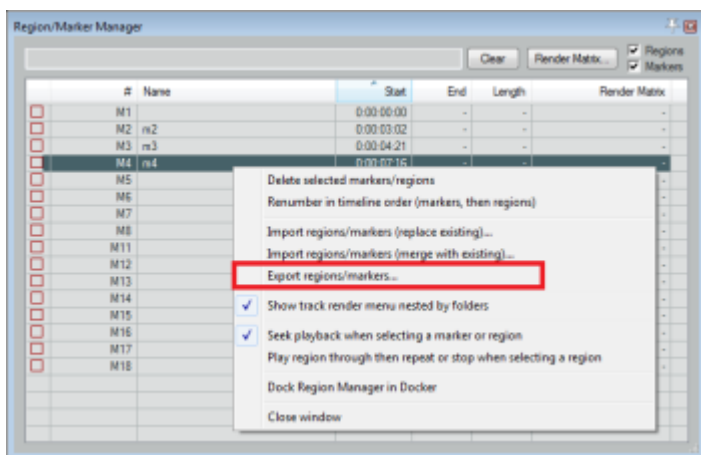 Region/Marker Manager
Clear
Render Matrix...
Regions
Markers
# Name Start End Length Render Matrix
M1 0:00:00:00 - - -
M2 m2 0:00:03:02 - - -
M3 m3 0:00:04:21 - - -
M4 m4 0:00:07:16 - - -
M5
M6
M7
M8
M11
M12
M13
M14
M15
M16
M17
M18
Delete selected markers/regions
Renumber in timeline order (markers, then regions)
Import regions/markers (replace existing)...
Import regions/markers (merge with existing)...
Export regions/markers...
Show track render menu nested by folders
Seek playback when selecting a marker or region
Play region through then repeat or stop when selecting a region
Dock Region Manager in Docker
Close window